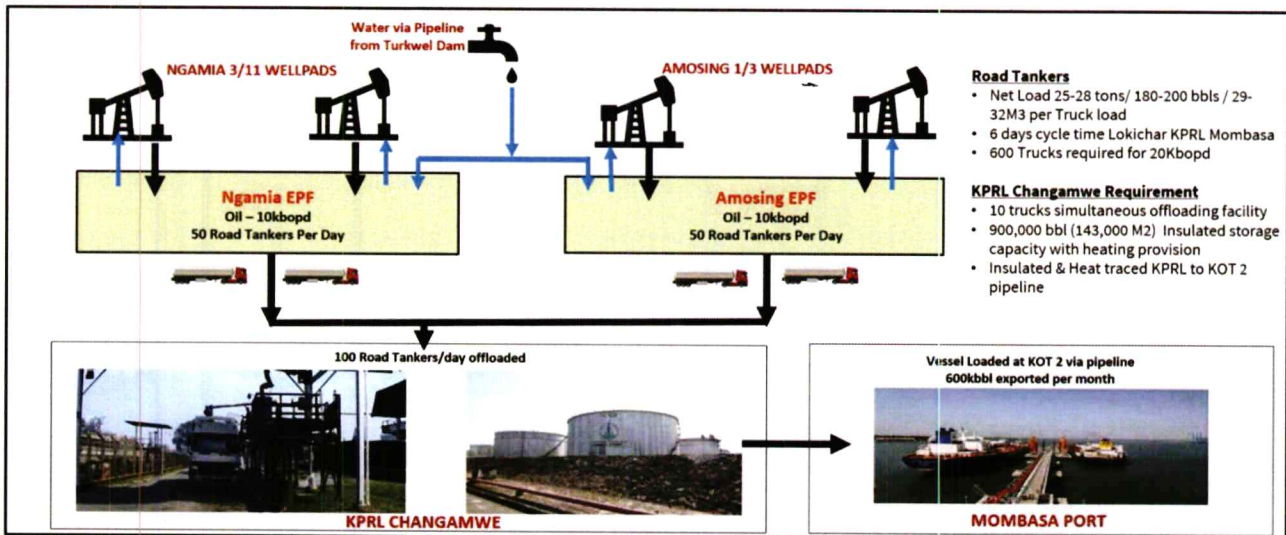 Water via Pipeline
from Turkwel Dam
NGAMIA 3/11 WELLPADS
AMOSING 1/3 WELLPADS
Ngamia EPF
Oil – 10kbopd
50 Road Tankers Per Day
Amosing EPF
Oil – 10kbopd
50 Road Tankers Per Day
Road Tankers
• Net Load 25-28 tons/ 180-200 bbls / 29-
32M3 per Truck load
• 6 days cycle time Lokichar KPRL Mombasa
• 600 Trucks required for 20Kbopd
KPRL Changamwe Requirement
• 10 trucks simultaneous offloading facility
• 900,000 bbl (143,000 M2) Insulated storage
capacity with heating provision
• Insulated & Heat traced KPRL to KOT 2
pipeline
100 Road Tankers/day offloaded
KPRL CHANGAMWE
Vessel Loaded at KOT 2 via pipeline
600kbbl exported per month
MOMBASA PORT